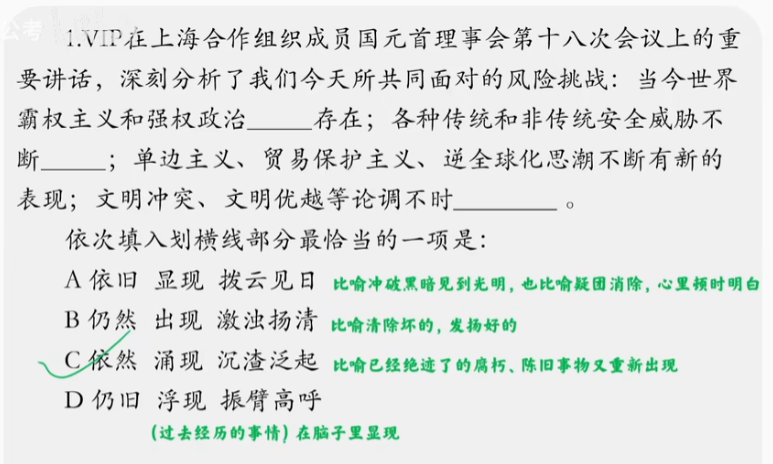 公考
1.VIP在上海合作组织成员国元首理事会第十八次会议上的重
要讲话，深刻分析了我们今天所共同面对的风险挑战：当今世界
霸权主义和强权政治_____存在；各种传统和非传统安全威胁不
断_____；单边主义、贸易保护主义、逆全球化思潮不断有新的
表现；文明冲突、文明优越等论调不时________。
依次填入划横线部分最恰当的一项是：
A 依旧 显现 拨云见日 比喻冲破黑暗见到光明，也比喻疑团消除，心里顿时明白
B 仍然 出现 激浊扬清 比喻清除坏的，发扬好的
C 依然 涌现 沉渣泛起 比喻已经绝迹了的腐朽、陈旧事物又重新出现
D 仍旧 浮现 振臂高呼
(过去经历的事情) 在脑子里显现